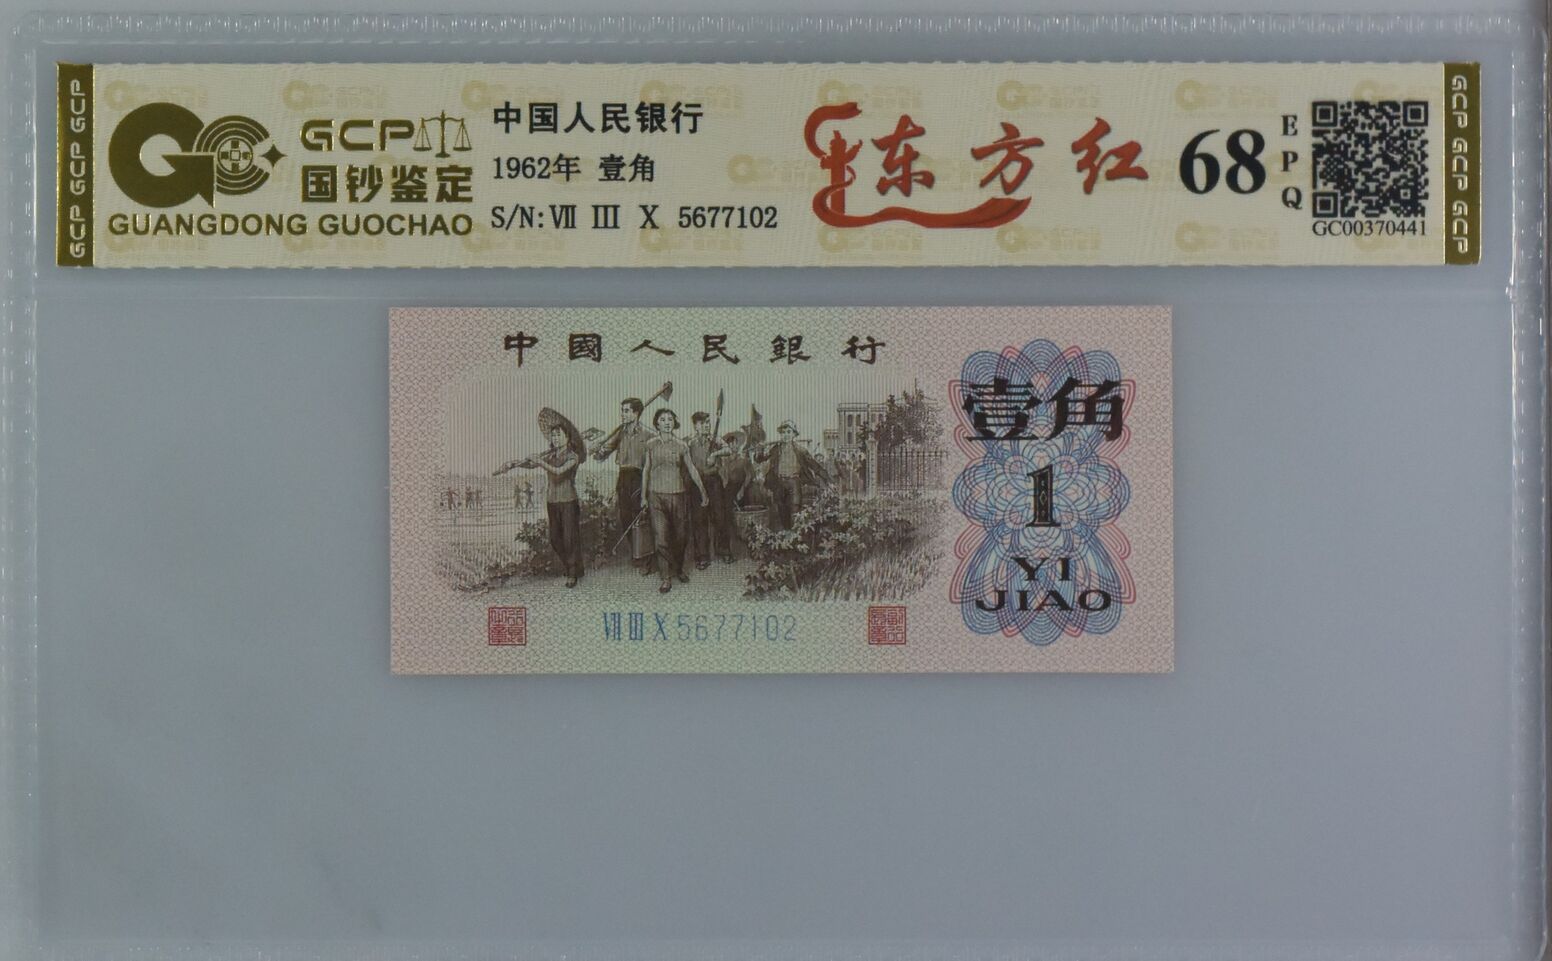 GCP GCP GCP
GCP
国钞鉴定
GUANGDONG GUOCHAO
中国人民银行
1962年 壹角
S/N: Ⅶ Ⅲ Ⅹ 5677102
东方红
68
EPQ
GC00370441
GCP GCP GCP
中國人民銀行
壹角
1
YI
JIAO
Ⅶ Ⅲ Ⅹ 5677102